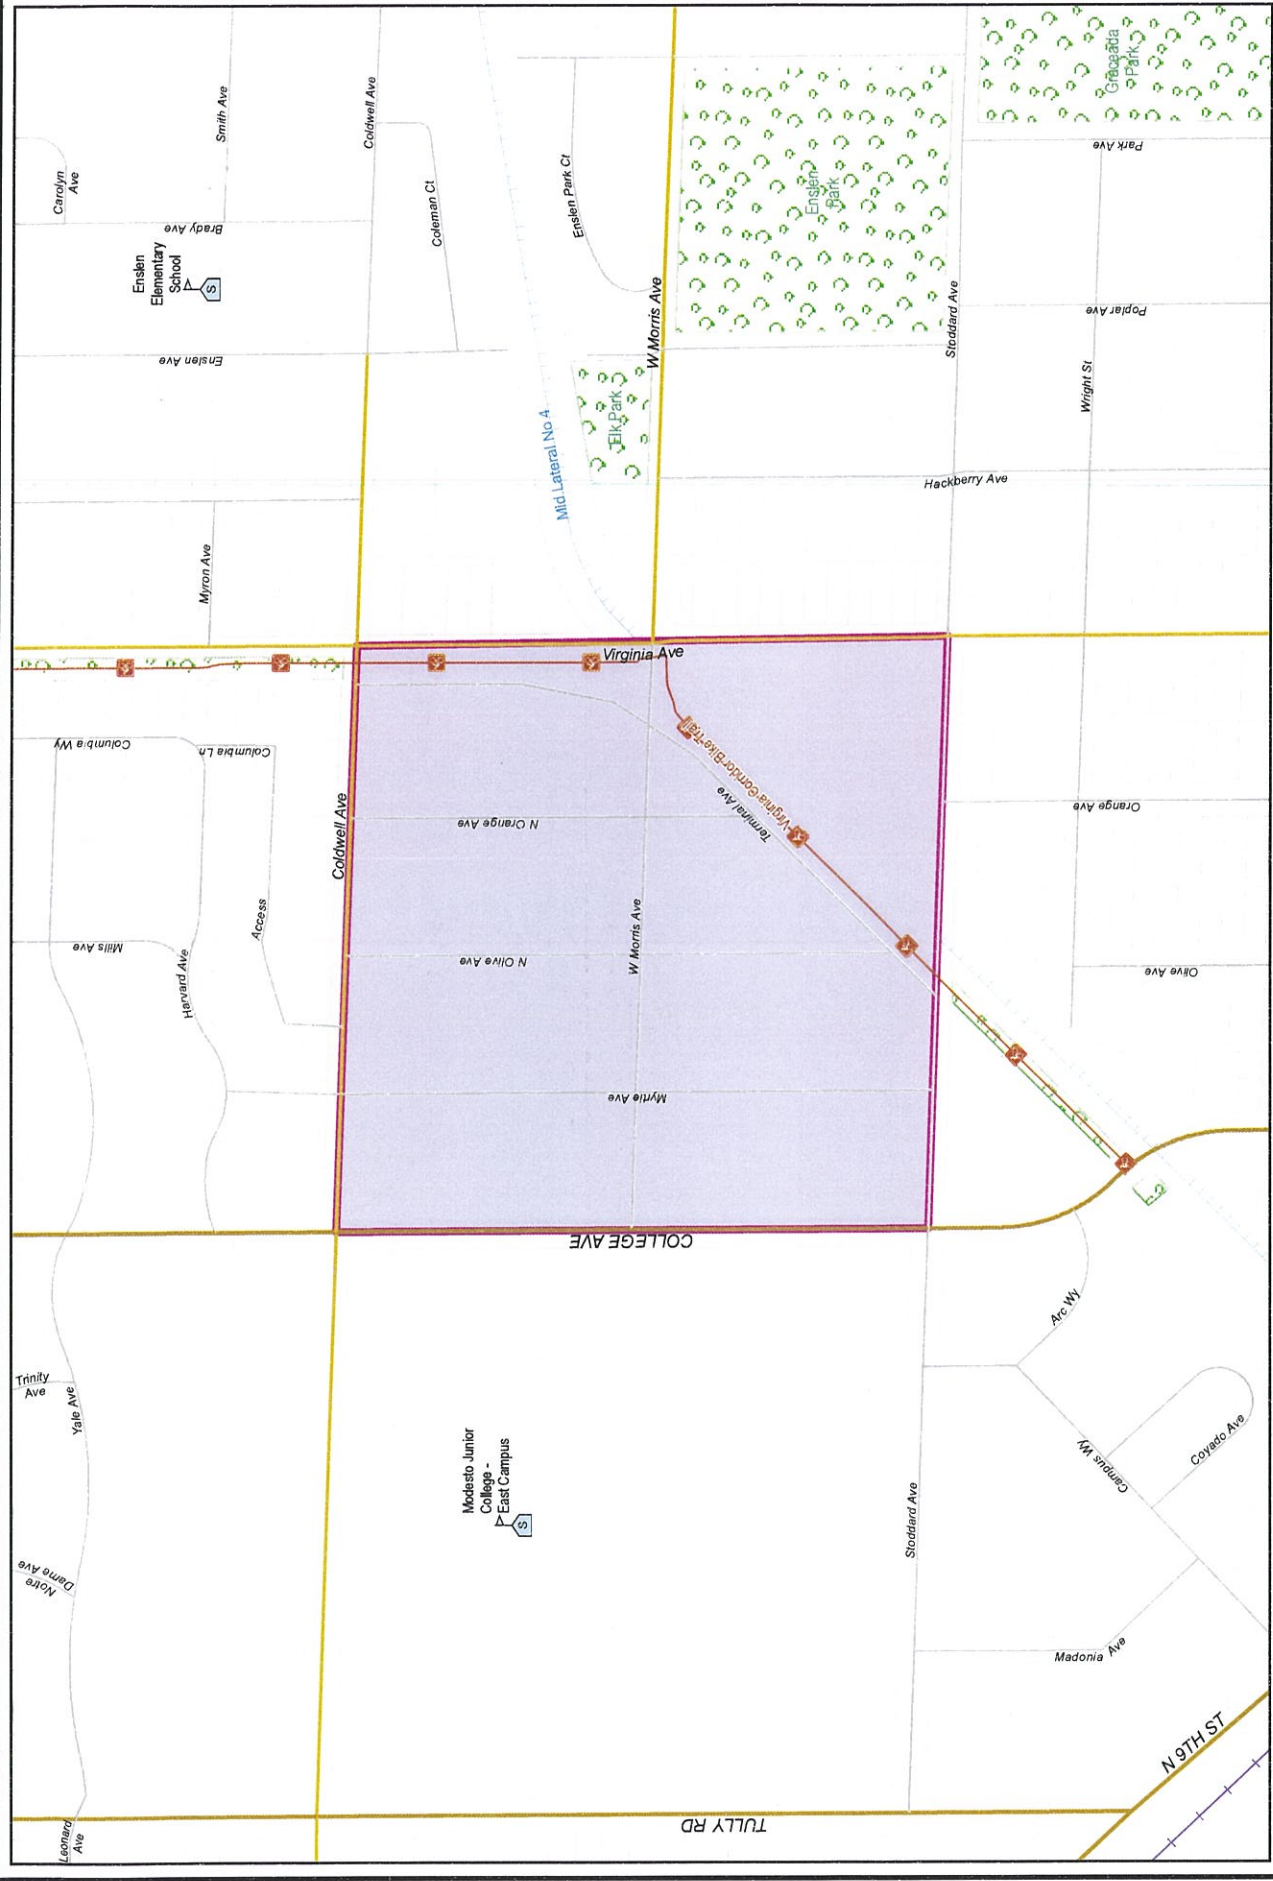 Carolyn
Ave
Smith Ave
Coldwell Ave
Brady Ave
Enslen
Elementary
School
S
Coleman Ct
Enslen Park Ct
Graceada
Park
Park Ave
Enslen
Park
Enslen Ave
W Morris Ave
Stoddard Ave
Poplar Ave
Wright St
Elk Park
Mid Lateral No 4
Hackberry Ave
Myron Ave
Virginia Ave
Columbia Wy
Columbia Ln
Virginia Corridor Bike Trail
Terminal Ave
Coldwell Ave
N Orange Ave
Orange Ave
Mills Ave
Harvard Ave
Access
N Olive Ave
W Morris Ave
Olive Ave
Myrtle Ave
COLLEGE AVE
Arc Wy
Trinity
Ave
Yale Ave
Modesto Junior
College -
East Campus
S
Campus Wy
Coyado Ave
Stoddard Ave
Notre
Dame Ave
Madonia Ave
N 9TH ST
TULLY RD
Leonard
Ave